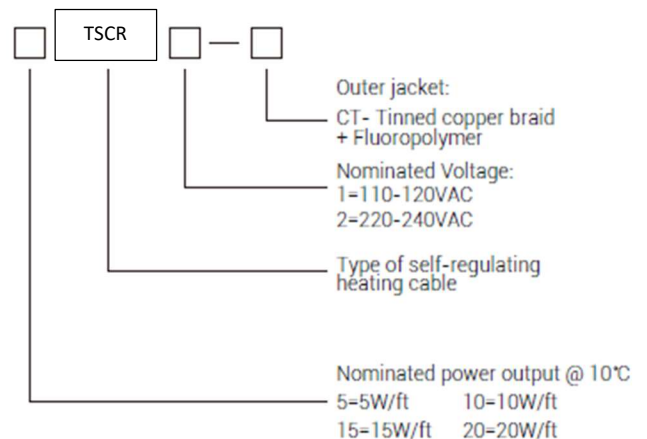 TSCR
Outer jacket:
CT- Tinned copper braid
+ Fluoropolymer
Nominated Voltage:
1=110-120VAC
2=220-240VAC
Type of self-regulating
heating cable
Nominated power output @ 10℃
5=5W/ft 10=10W/ft
15=15W/ft 20=20W/ft